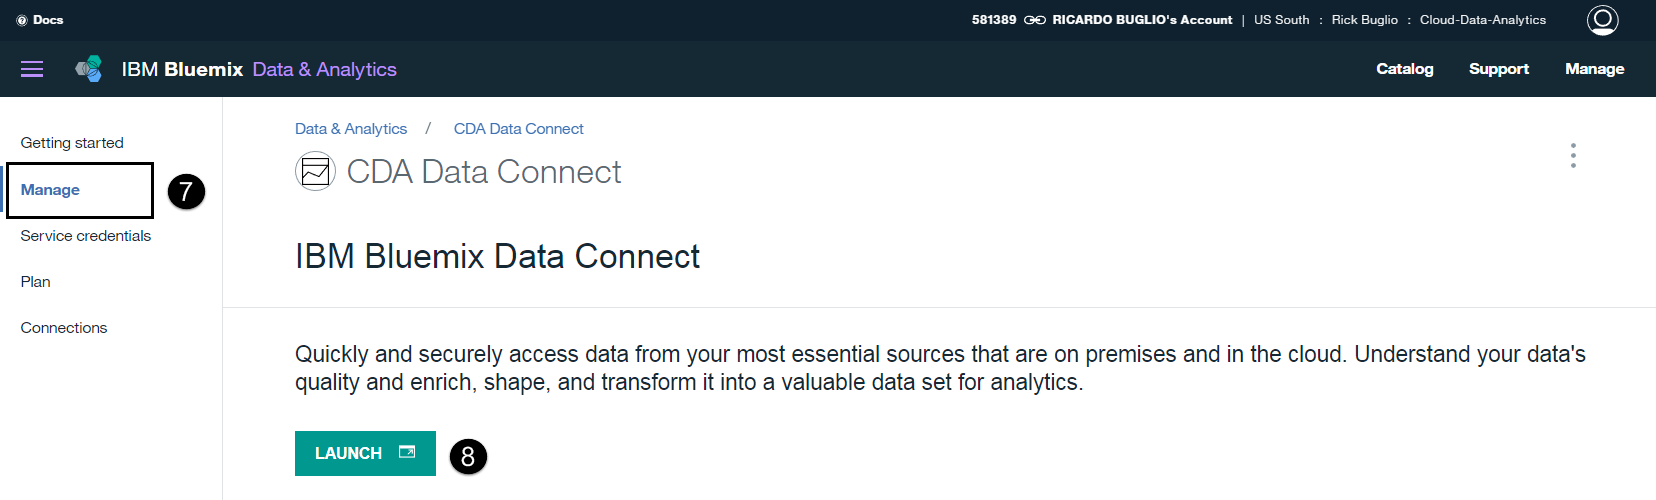 Docs
581389 RICARDO BUGLIO's Account | US South : Rick Buglio : Cloud-Data-Analytics
IBM Bluemix Data & Analytics
Catalog Support Manage
Getting started
Manage
7
Service credentials
Plan
Connections
Data & Analytics / CDA Data Connect
CDA Data Connect
IBM Bluemix Data Connect
Quickly and securely access data from your most essential sources that are on premises and in the cloud. Understand your data's
quality and enrich, shape, and transform it into a valuable data set for analytics.
LAUNCH
8